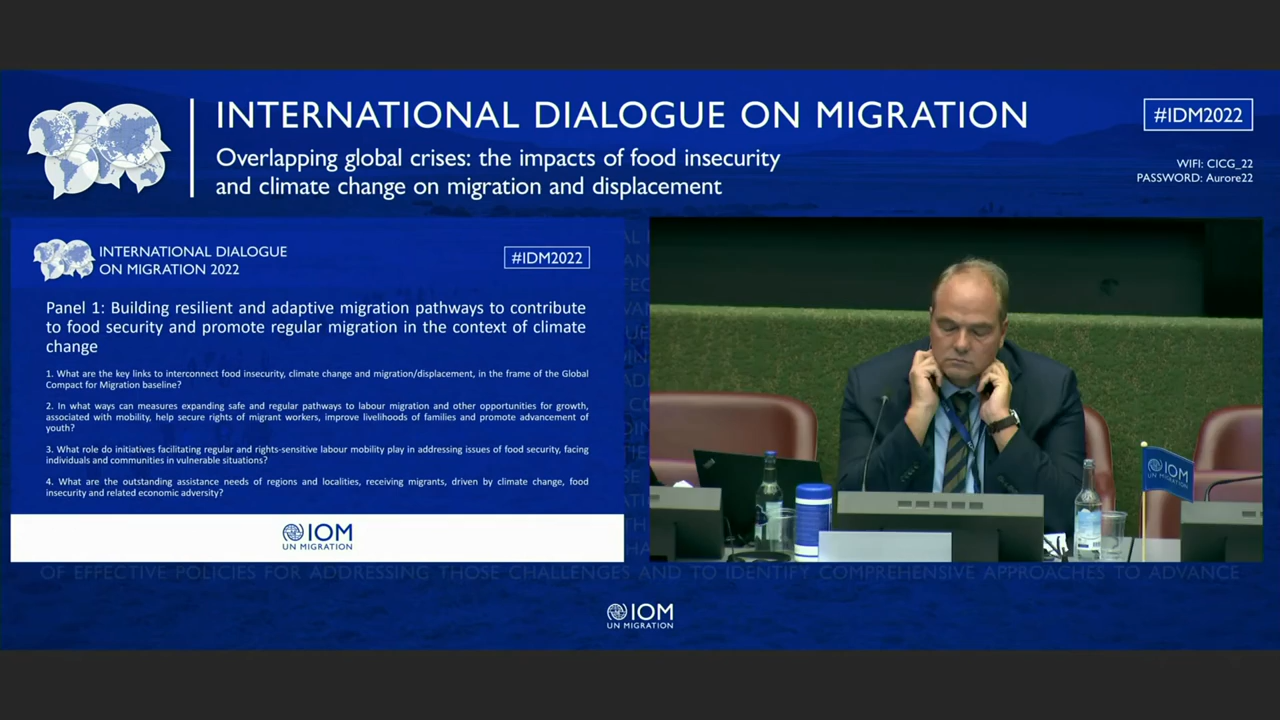 INTERNATIONAL DIALOGUE ON MIGRATION
Overlapping global crises: the impacts of food insecurity
and climate change on migration and displacement
#IDM2022
WIFI: CICG_22
PASSWORD: Aurore22
INTERNATIONAL DIALOGUE
ON MIGRATION 2022
#IDM2022
Panel 1: Building resilient and adaptive migration pathways to contribute
to food security and promote regular migration in the context of climate
change
1. What are the key links to interconnect food insecurity, climate change and migration/displacement, in the frame of the Global
Compact for Migration baseline?
2. In what ways can measures expanding safe and regular pathways to labour migration and other opportunities for growth,
associated with mobility, help secure rights of migrant workers, improve livelihoods of families and promote advancement of
youth?
3. What role do initiatives facilitating regular and rights-sensitive labour mobility play in addressing issues of food security, facing
individuals and communities in vulnerable situations?
4. What are the outstanding assistance needs of regions and localities, receiving migrants, driven by climate change, food
insecurity and related economic adversity?
IOM
UN MIGRATION
IOM
UN MIGRATION
OF EFFECTIVE POLICIES FOR ADDRESSING THOSE CHALLENGES AND TO IDENTIFY COMPREHENSIVE APPROACHES TO ADVANCE
IOM
UN MIGRATION